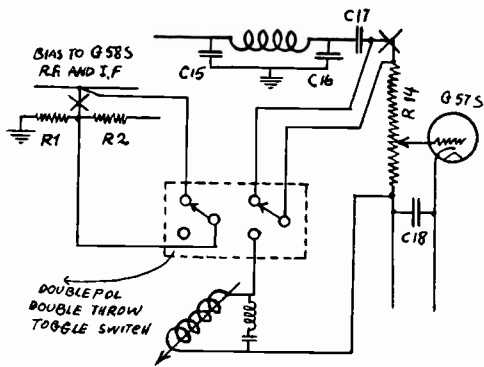 C17
BIAS TO G58S
R.F. AND I.F
C15
C16
R14
G57S
R1
R2
C18
DOUBLE POL
DOUBLE THROW
TOGGLE SWITCH